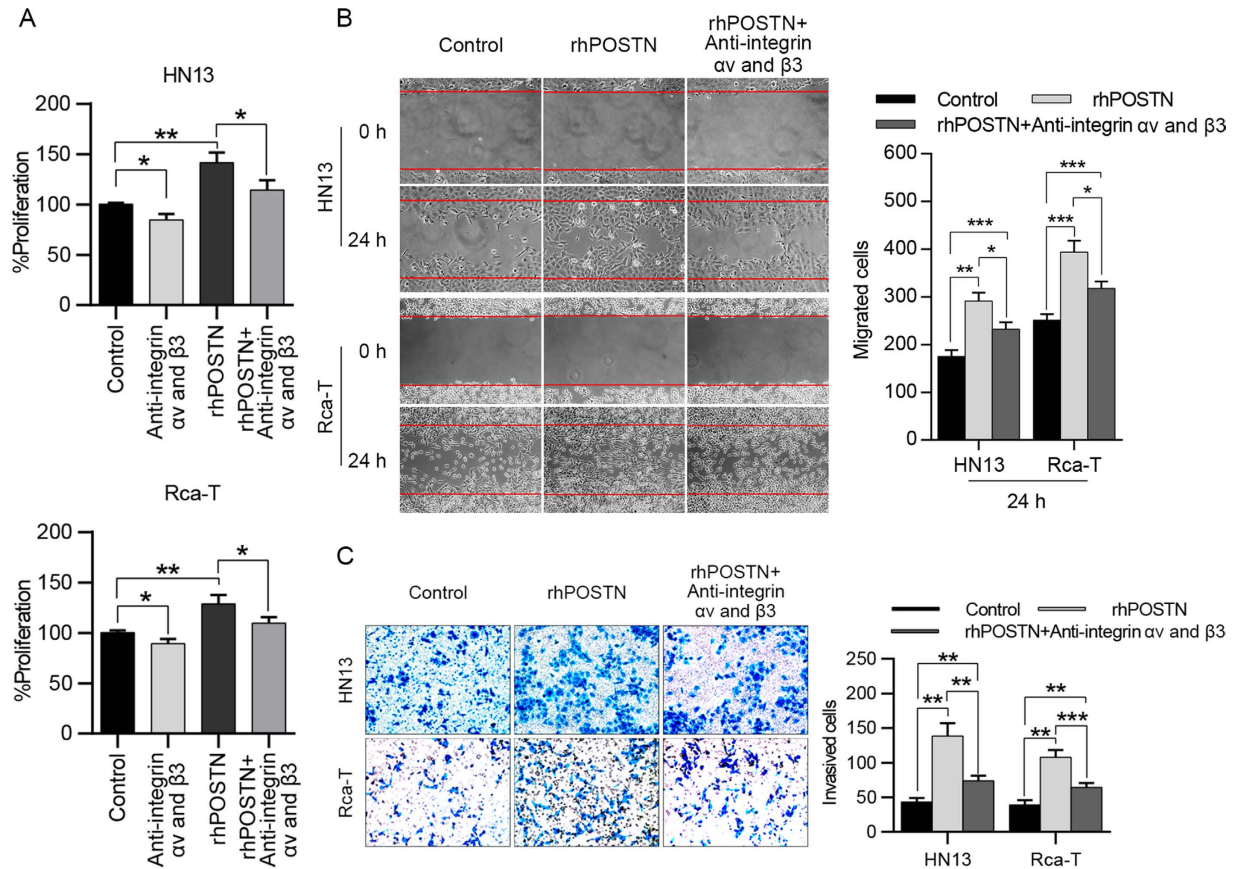 A
HN13
200
150
100
50
0
%Proliferation
**
*
*
Control
Anti-integrin
αv and β3
rhPOSTN
rhPOSTN+
Anti-integrin
αv and β3
Rca-T
200
150
100
50
0
%Proliferation
**
*
*
Control
Anti-integrin
αv and β3
rhPOSTN
rhPOSTN+
Anti-integrin
αv and β3
B
Control
rhPOSTN
rhPOSTN+
Anti-integrin
αv and β3
HN13
0 h
24 h
Rca-T
0 h
24 h
Control
rhPOSTN
rhPOSTN+Anti-integrin αv and β3
600
500
400
300
200
100
0
Migrated cells
***
**
*
***
***
*
HN13
Rca-T
24 h
C
Control
rhPOSTN
rhPOSTN+
Anti-integrin
αv and β3
HN13
Rca-T
Control
rhPOSTN
rhPOSTN+Anti-integrin αv and β3
250
200
150
100
50
0
Invasived cells
**
**
**
**
**
***
HN13
Rca-T